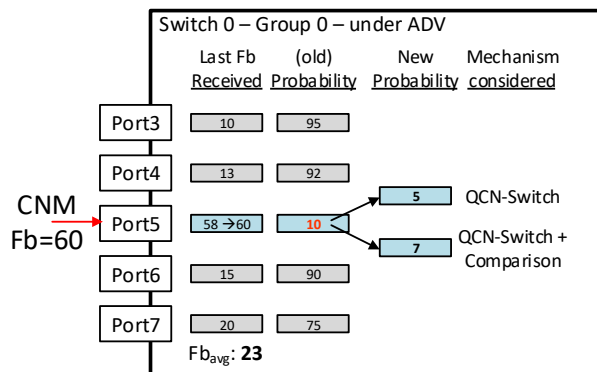 Switch 0 – Group 0 – under ADV
Last Fb Received
(old) Probability
New Probability
Mechanism considered
Port3 10 95
Port4 13 92
CNM Fb=60
Port5 58→60 10
5 QCN-Switch
7 QCN-Switch + Comparison
Port6 15 90
Port7 20 75
Fbavg: 23